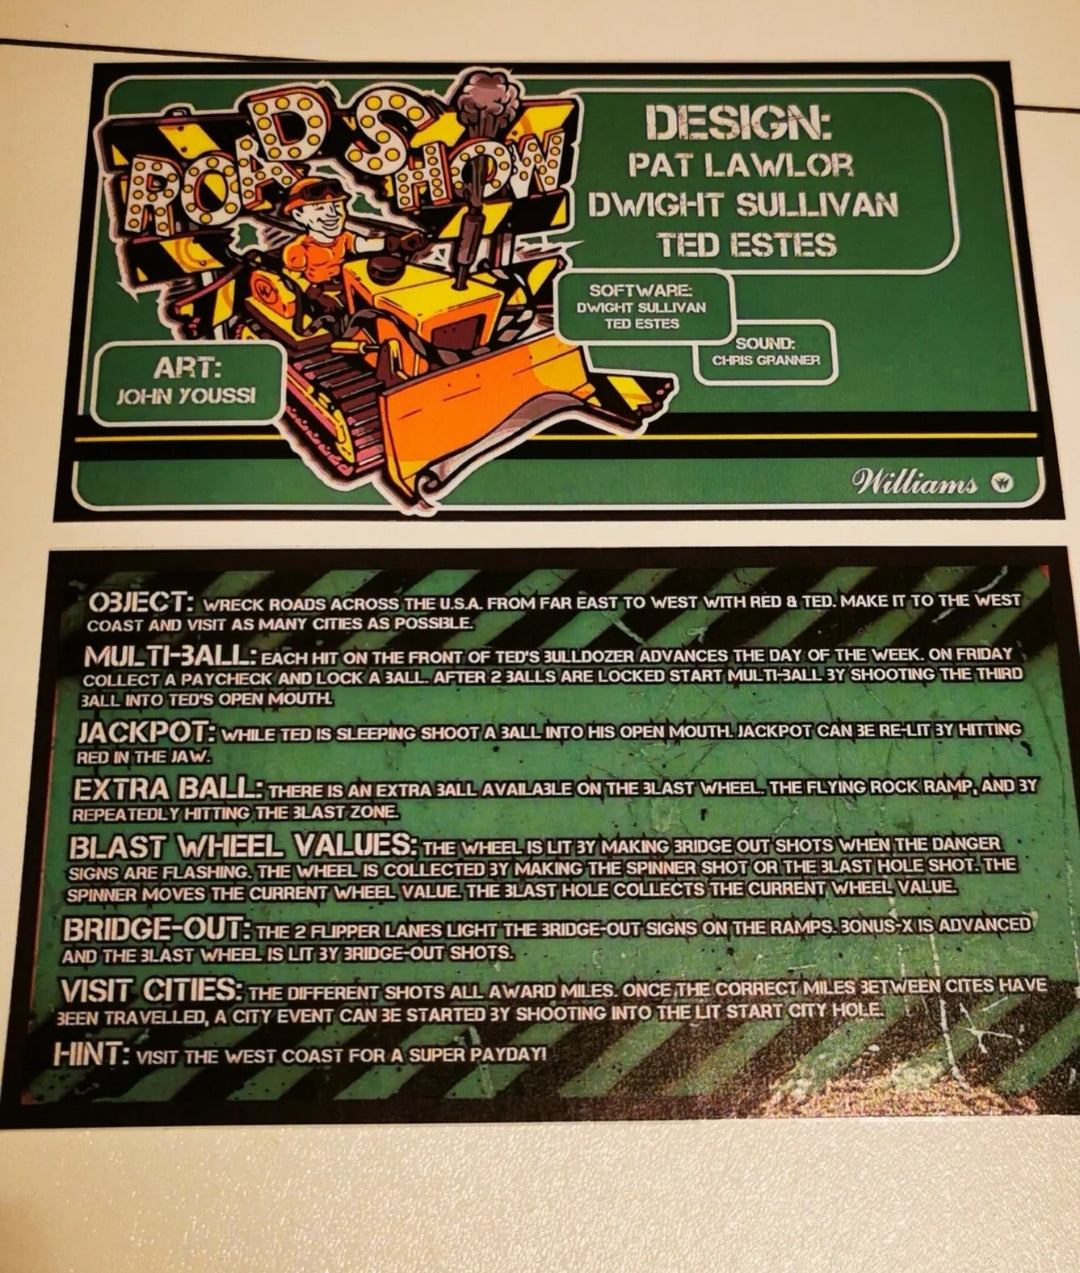 ROAD SHOW
DESIGN:
PAT LAWLOR
DWIGHT SULLIVAN
TED ESTES
SOFTWARE:
DWIGHT SULLIVAN
TED ESTES
SOUND:
CHRIS GRANNER
ART:
JOHN YOUSSI
Williams W
OBJECT: WRECK ROADS ACROSS THE U.S.A. FROM FAR EAST TO WEST WITH RED & TED. MAKE IT TO THE WEST
COAST AND VISIT AS MANY CITIES AS POSSIBLE.
MULTI-BALL: EACH HIT ON THE FRONT OF TED'S BULLDOZER ADVANCES THE DAY OF THE WEEK. ON FRIDAY
COLLECT A PAYCHECK AND LOCK A BALL. AFTER 2 BALLS ARE LOCKED START MULTI-BALL BY SHOOTING THE THIRD
BALL INTO TED'S OPEN MOUTH.
JACKPOT: WHILE TED IS SLEEPING SHOOT A BALL INTO HIS OPEN MOUTH. JACKPOT CAN BE RE-LIT BY HITTING
RED IN THE JAW.
EXTRA BALL: THERE IS AN EXTRA BALL AVAILABLE ON THE BLAST WHEEL. THE FLYING ROCK RAMP, AND BY
REPEATEDLY HITTING THE BLAST ZONE.
BLAST WHEEL VALUES: THE WHEEL IS LIT BY MAKING BRIDGE OUT SHOTS WHEN THE DANGER
SIGNS ARE FLASHING. THE WHEEL IS COLLECTED BY MAKING THE SPINNER SHOT OR THE BLAST HOLE SHOT. THE
SPINNER MOVES THE CURRENT WHEEL VALUE. THE BLAST HOLE COLLECTS THE CURRENT WHEEL VALUE.
BRIDGE-OUT: THE 2 FLIPPER LANES LIGHT THE BRIDGE-OUT SIGNS ON THE RAMPS. BONUS-X IS ADVANCED
AND THE BLAST WHEEL IS LIT BY BRIDGE-OUT SHOTS.
VISIT CITIES: THE DIFFERENT SHOTS ALL AWARD MILES. ONCE THE CORRECT MILES BETWEEN CITES HAVE
BEEN TRAVELLED, A CITY EVENT CAN BE STARTED BY SHOOTING INTO THE LIT START CITY HOLE.
HINT: VISIT THE WEST COAST FOR A SUPER PAYDAY!